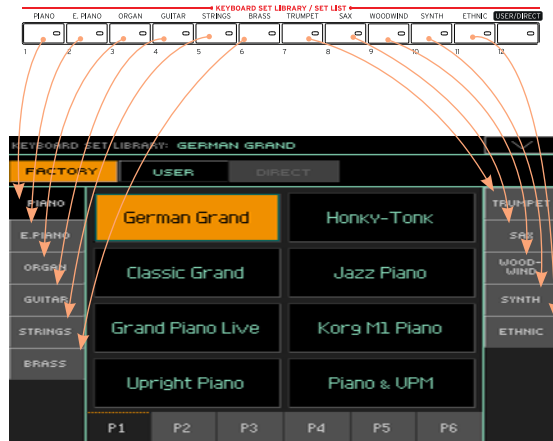 KEYBOARD SET LIBRARY / SET LIST
PIANO E. PIANO ORGAN GUITAR STRINGS BRASS TRUMPET SAX WOODWIND SYNTH ETHNIC USER/DIRECT
1 2 3 4 5 6 7 8 9 10 11 12
KEYBOARD SET LIBRARY: GERMAN GRAND
FACTORY USER DIRECT
PIANO
E.PIANO
ORGAN
GUITAR
STRINGS
BRASS
German Grand Honky-Tonk
Classic Grand Jazz Piano
Grand Piano Live Korg M1 Piano
Upright Piano Piano & UPM
TRUMPET
SAX
WOOD-
WIND
SYNTH
ETHNIC
P1 P2 P3 P4 P5 P6